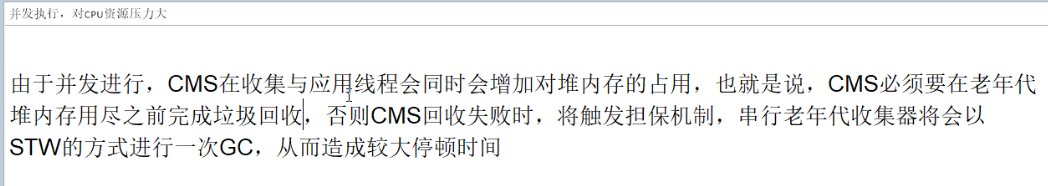 并发执行，对CPU资源压力大
由于并发进行，CMS在收集与应用线程会同时会增加对堆内存的占用，也就是说，CMS必须要在老年代
堆内存用尽之前完成垃圾回收，否则CMS回收失败时，将触发担保机制，串行老年代收集器将会以
STW的方式进行一次GC，从而造成较大停顿时间